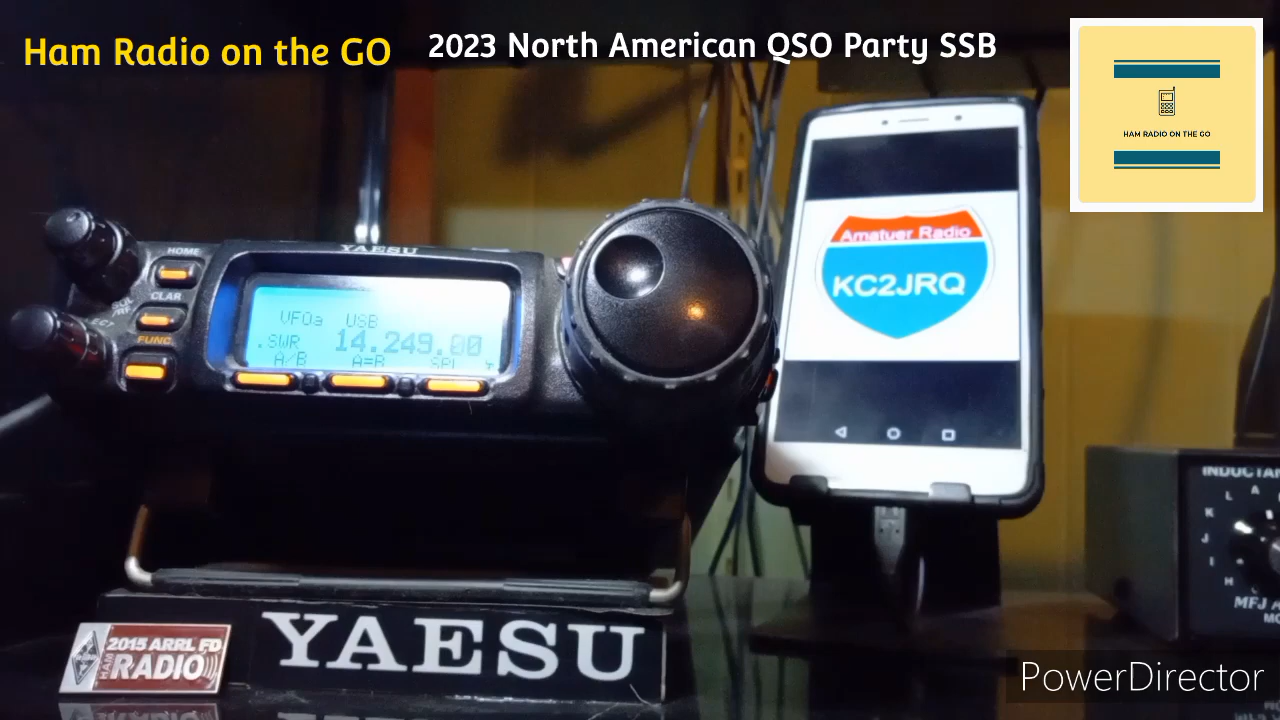 Ham Radio on the GO
2023 North American QSO Party SSB
HAM RADIO ON THE GO
YAESU
HOME
CLAR
FUNC
VFOa USB
SWR 14.249.00
A/B A=B SPL
Amatuer Radio
KC2JRQ
L A
K
J
I
H
MFJ
2015 ARRL FD
HAM
RADIO
YAESU
PowerDirector